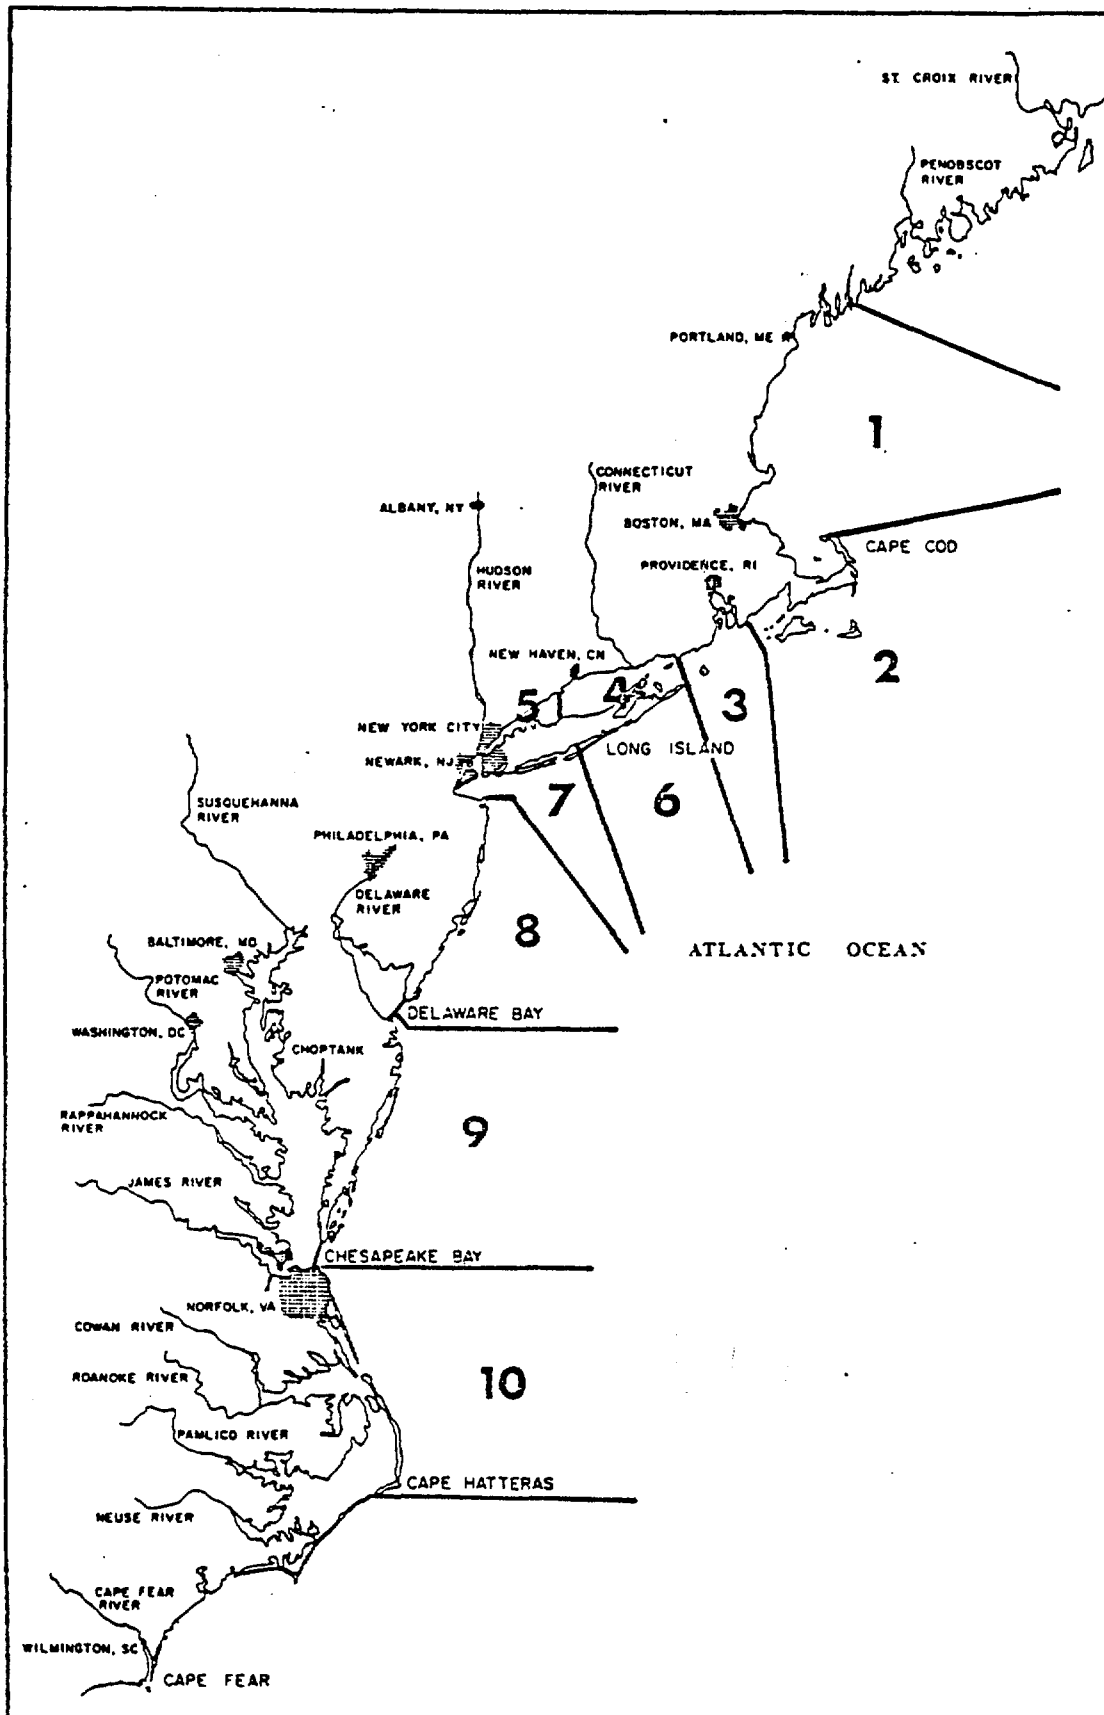 ST. CROIX RIVER
PENOBSCOT
RIVER
PORTLAND, ME
1
CONNECTICUT
RIVER
ALBANY, NY
BOSTON, MA
CAPE COD
PROVIDENCE, RI
HUDSON
RIVER
NEW HAVEN, CN
2
5
4
3
NEW YORK CITY
LONG ISLAND
NEWARK, NJ
7
6
SUSQUEHANNA
RIVER
PHILADELPHIA, PA
DELAWARE
RIVER
8
BALTIMORE, MD
ATLANTIC OCEAN
POTOMAC
RIVER
DELAWARE BAY
WASHINGTON, DC
CHOPTANK
RAPPAHANNOCK
RIVER
9
JAMES RIVER
CHESAPEAKE BAY
NORFOLK, VA
COWAN RIVER
ROANOKE RIVER
10
PAMLICO RIVER
CAPE HATTERAS
NEUSE RIVER
CAPE FEAR
RIVER
WILMINGTON, SC
CAPE FEAR